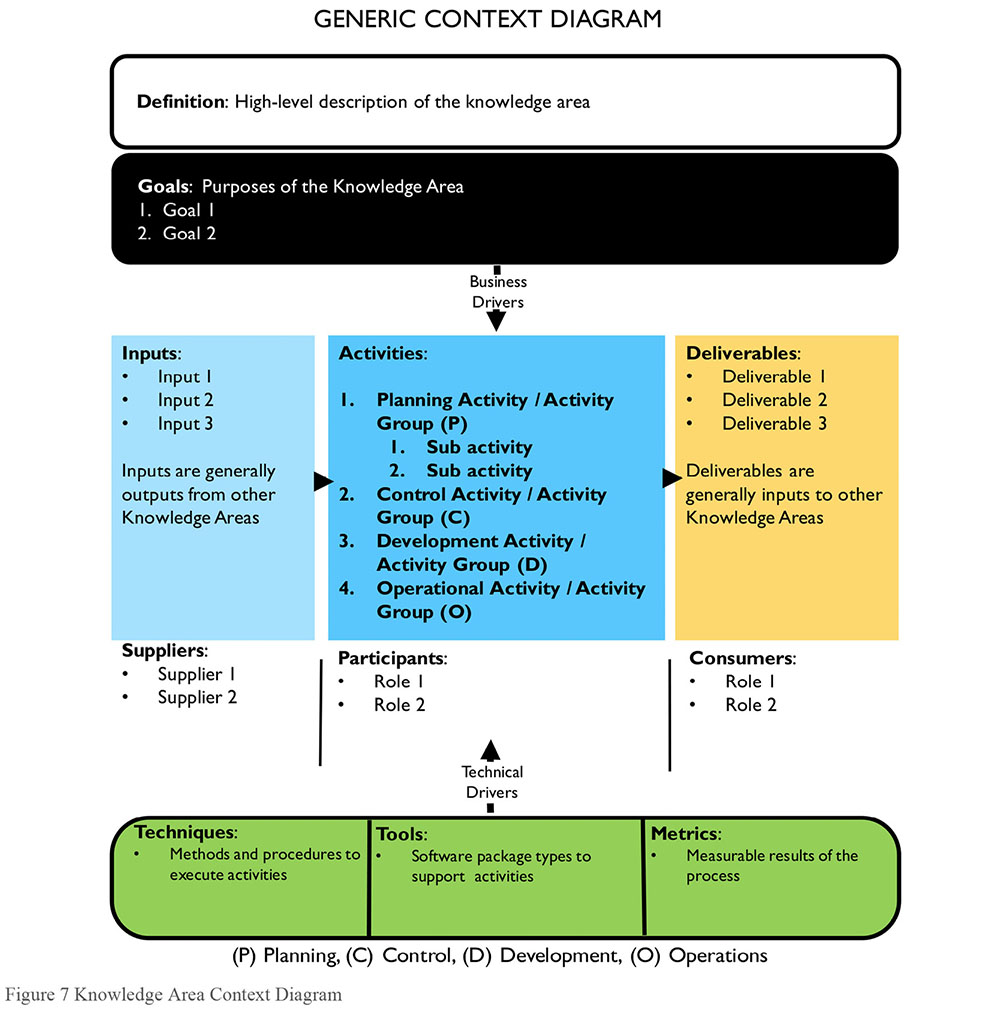 GENERIC CONTEXT DIAGRAM
Definition: High-level description of the knowledge area
Goals: Purposes of the Knowledge Area
1. Goal 1
2. Goal 2
Business
Drivers
Inputs:
• Input 1
• Input 2
• Input 3
Inputs are generally
outputs from other
Knowledge Areas
Activities:
1. Planning Activity / Activity
Group (P)
1. Sub activity
2. Sub activity
2. Control Activity / Activity
Group (C)
3. Development Activity /
Activity Group (D)
4. Operational Activity / Activity
Group (O)
Deliverables:
• Deliverable 1
• Deliverable 2
• Deliverable 3
Deliverables are
generally inputs to other
Knowledge Areas
Suppliers:
• Supplier 1
• Supplier 2
Participants:
• Role 1
• Role 2
Consumers:
• Role 1
• Role 2
Technical
Drivers
Techniques:
• Methods and procedures to
execute activities
Tools:
• Software package types to
support activities
Metrics:
• Measurable results of the
process
(P) Planning, (C) Control, (D) Development, (O) Operations
Figure 7 Knowledge Area Context Diagram